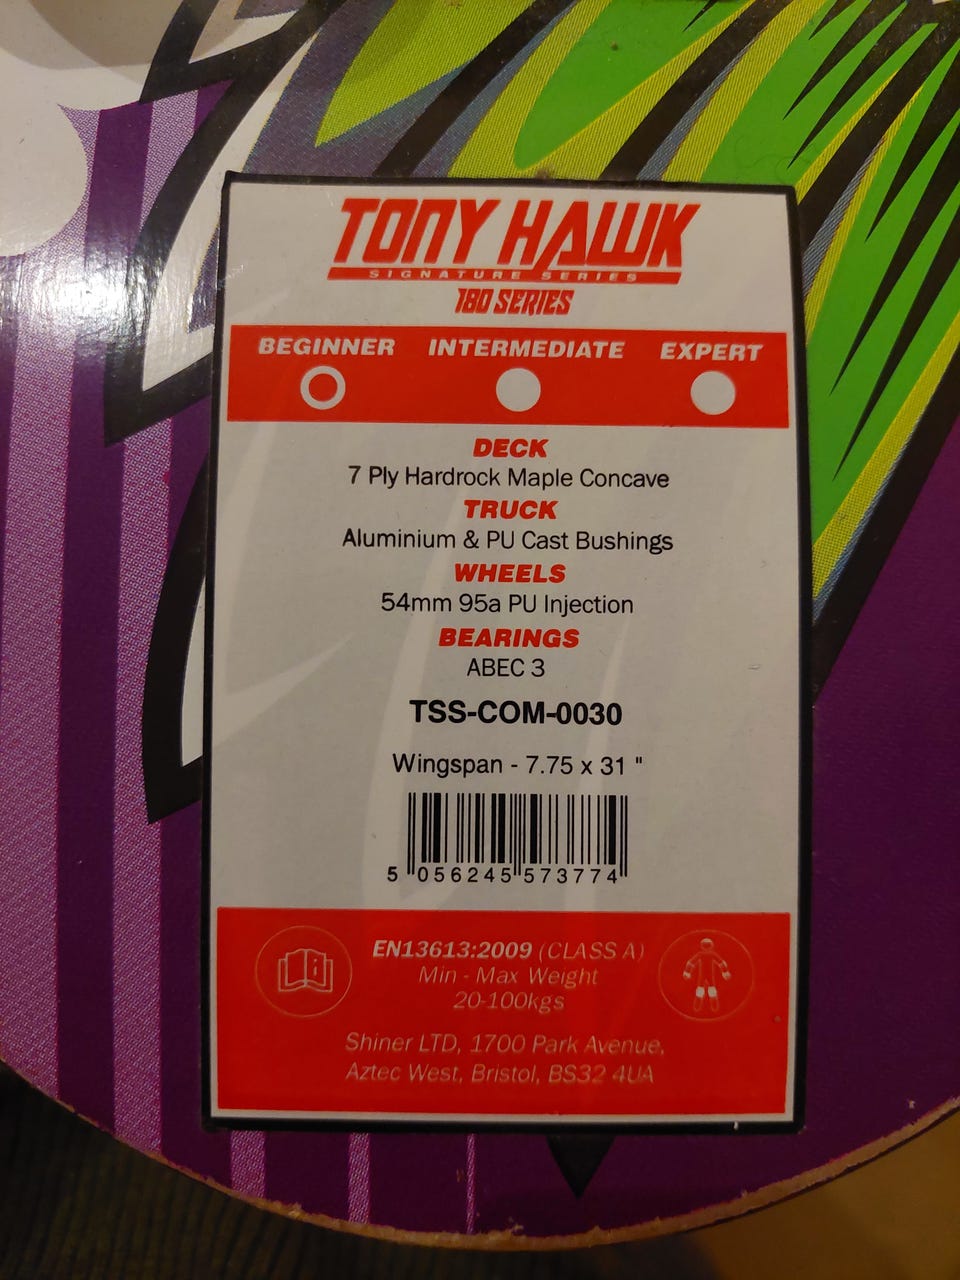 TONY HAWK
SIGNATURE SERIES
180 SERIES
BEGINNER INTERMEDIATE EXPERT
DECK
7 Ply Hardrock Maple Concave
TRUCK
Aluminium & PU Cast Bushings
WHEELS
54mm 95a PU Injection
BEARINGS
ABEC 3
TSS-COM-0030
Wingspan - 7.75 x 31 "
5 056245 573774
EN13613:2009 (CLASS A)
Min - Max Weight
20-100kgs
Shiner LTD, 1700 Park Avenue,
Aztec West, Bristol, BS32 4UA